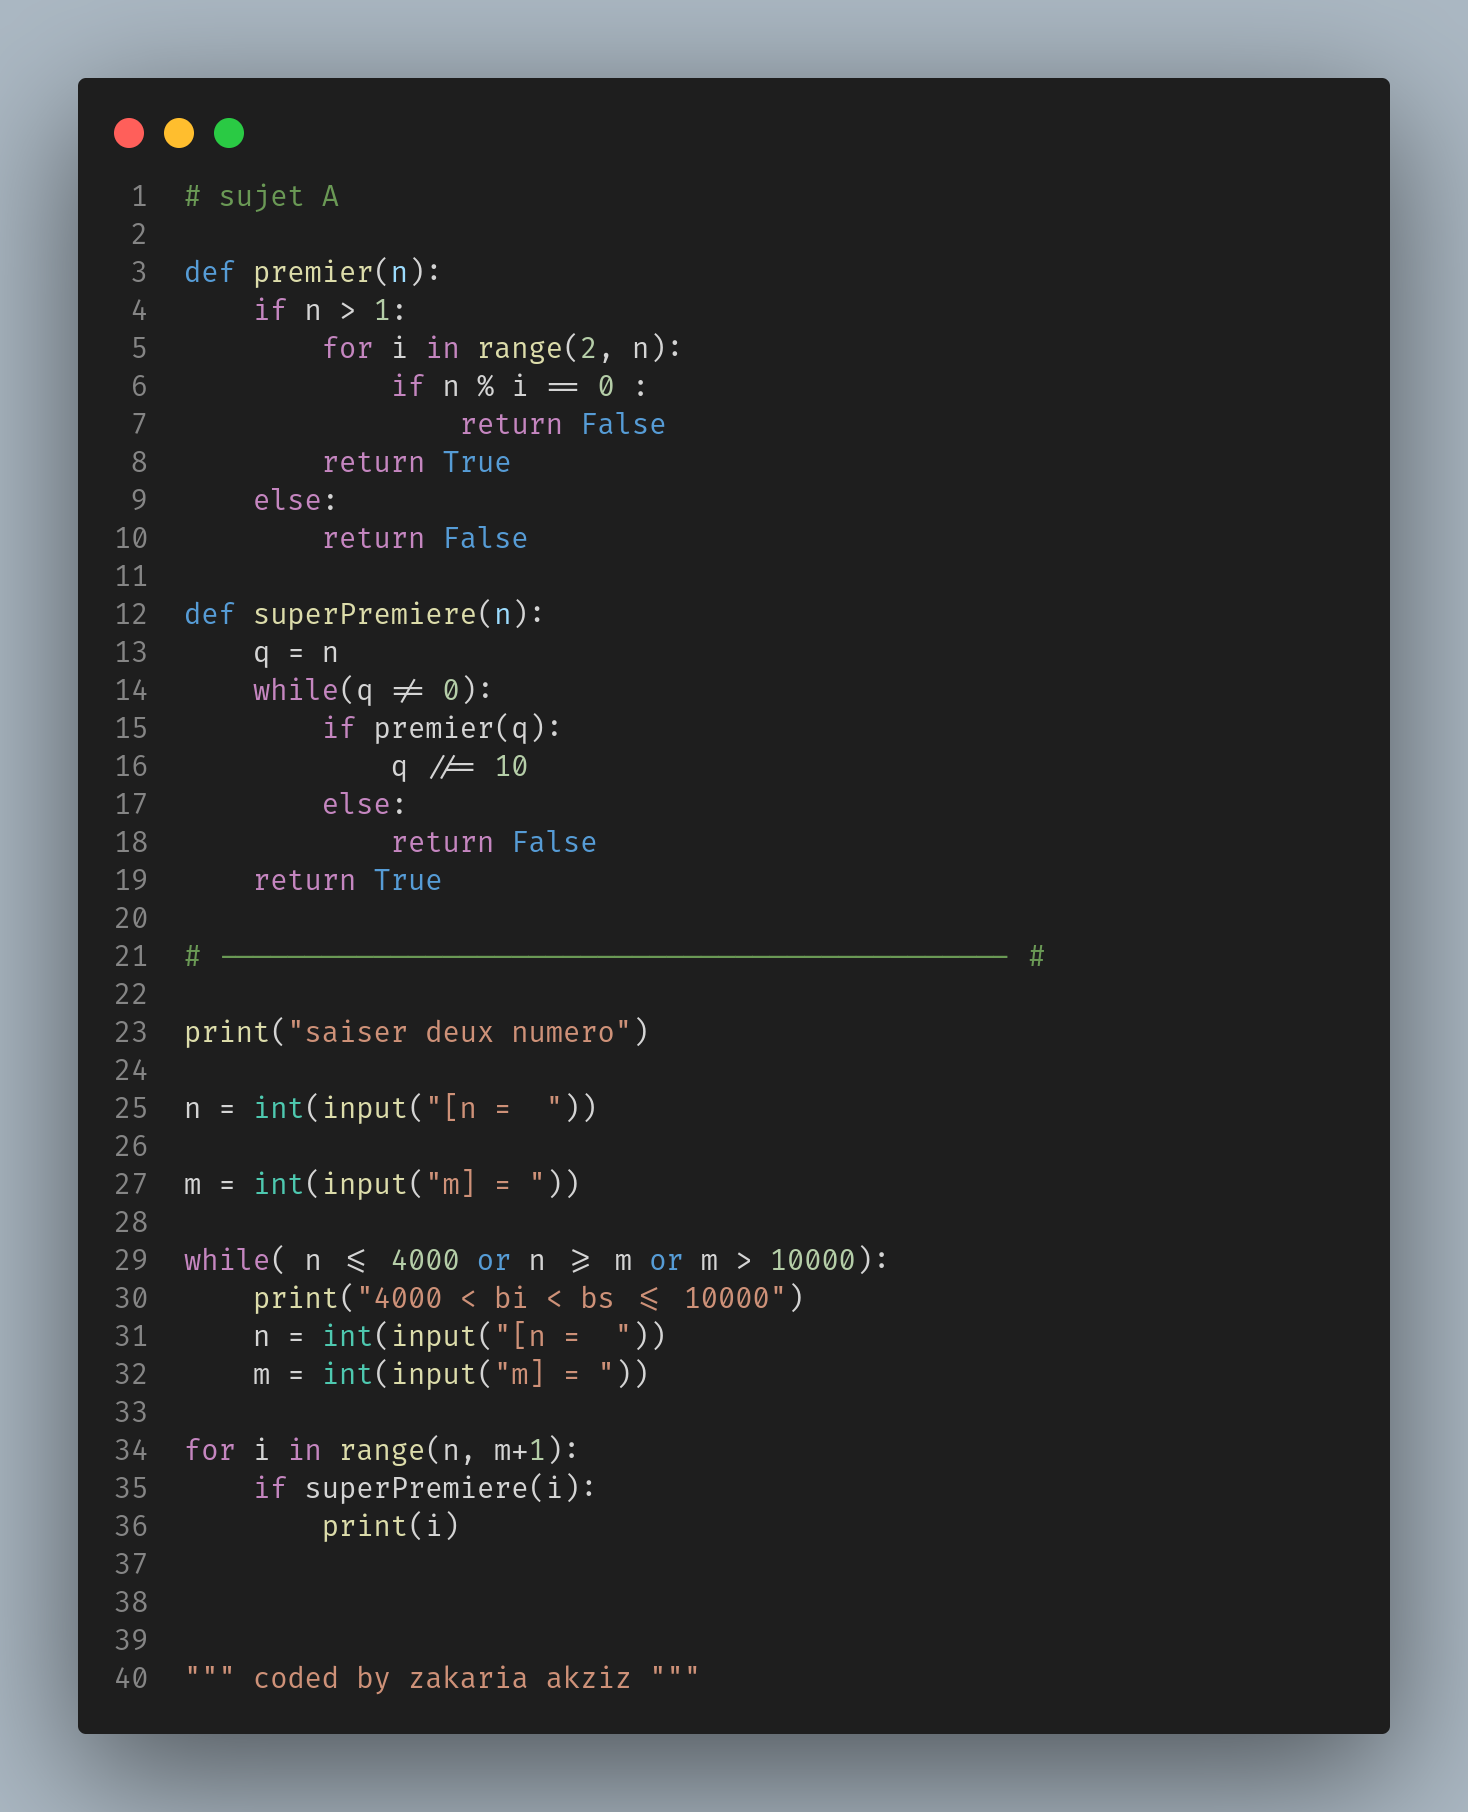 1 # sujet A
2
3 def premier(n):
4     if n > 1:
5         for i in range(2, n):
6             if n % i == 0 :
7                 return False
8         return True
9     else:
10         return False
11
12 def superPremiere(n):
13     q = n
14     while(q != 0):
15         if premier(q):
16             q //= 10
17         else:
18             return False
19     return True
20
21 # ---------------------------------------------- #
22
23 print("saiser deux numero")
24
25 n = int(input("[n =  "))
26
27 m = int(input("m] = "))
28
29 while( n <= 4000 or n >= m or m > 10000):
30     print("4000 < bi < bs <= 10000")
31     n = int(input("[n =  "))
32     m = int(input("m] = "))
33
34 for i in range(n, m+1):
35     if superPremiere(i):
36         print(i)
37
38
39
40 """ coded by zakaria akziz """